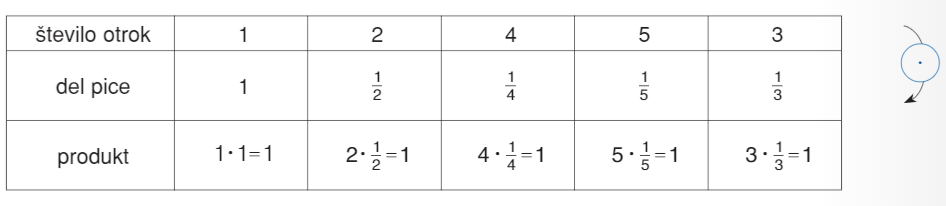 število otrok 1 2 4 5 3
del pice 1 1/2 1/4 1/5 1/3
produkt 1·1=1 2·1/2=1 4·1/4=1 5·1/5=1 3·1/3=1